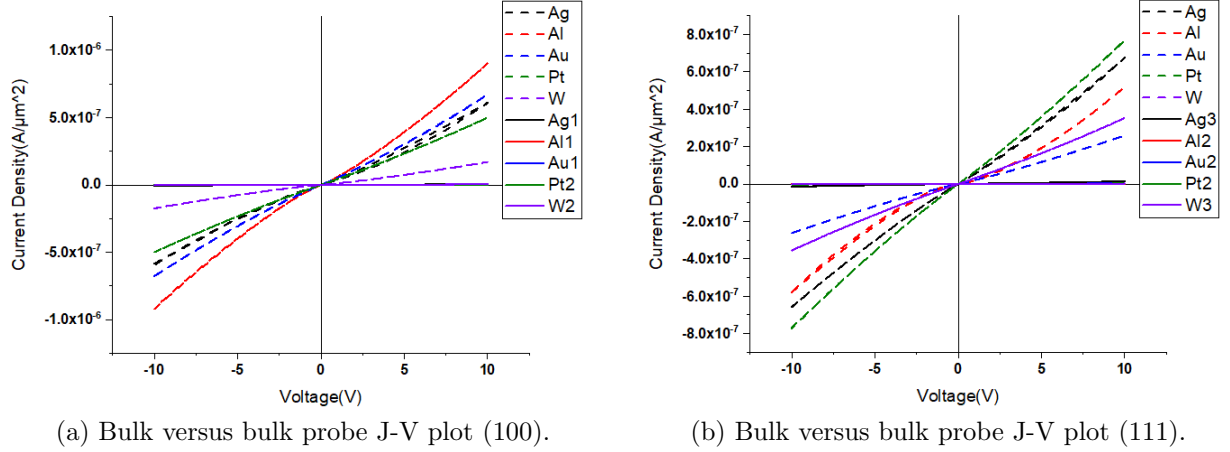 Current Density(A/μm^2)
1.0x10⁻⁶
5.0x10⁻⁷
0.0
-5.0x10⁻⁷
-1.0x10⁻⁶
-10
-5
0
5
10
Voltage(V)
Ag
Al
Au
Pt
W
Ag1
Al1
Au1
Pt2
W2
(a) Bulk versus bulk probe J-V plot (100).
Current Density(A/μm^2)
8.0x10⁻⁷
6.0x10⁻⁷
4.0x10⁻⁷
2.0x10⁻⁷
0.0
-2.0x10⁻⁷
-4.0x10⁻⁷
-6.0x10⁻⁷
-8.0x10⁻⁷
-10
-5
0
5
10
Voltage(V)
Ag
Al
Au
Pt
W
Ag3
Al2
Au2
Pt2
W3
(b) Bulk versus bulk probe J-V plot (111).